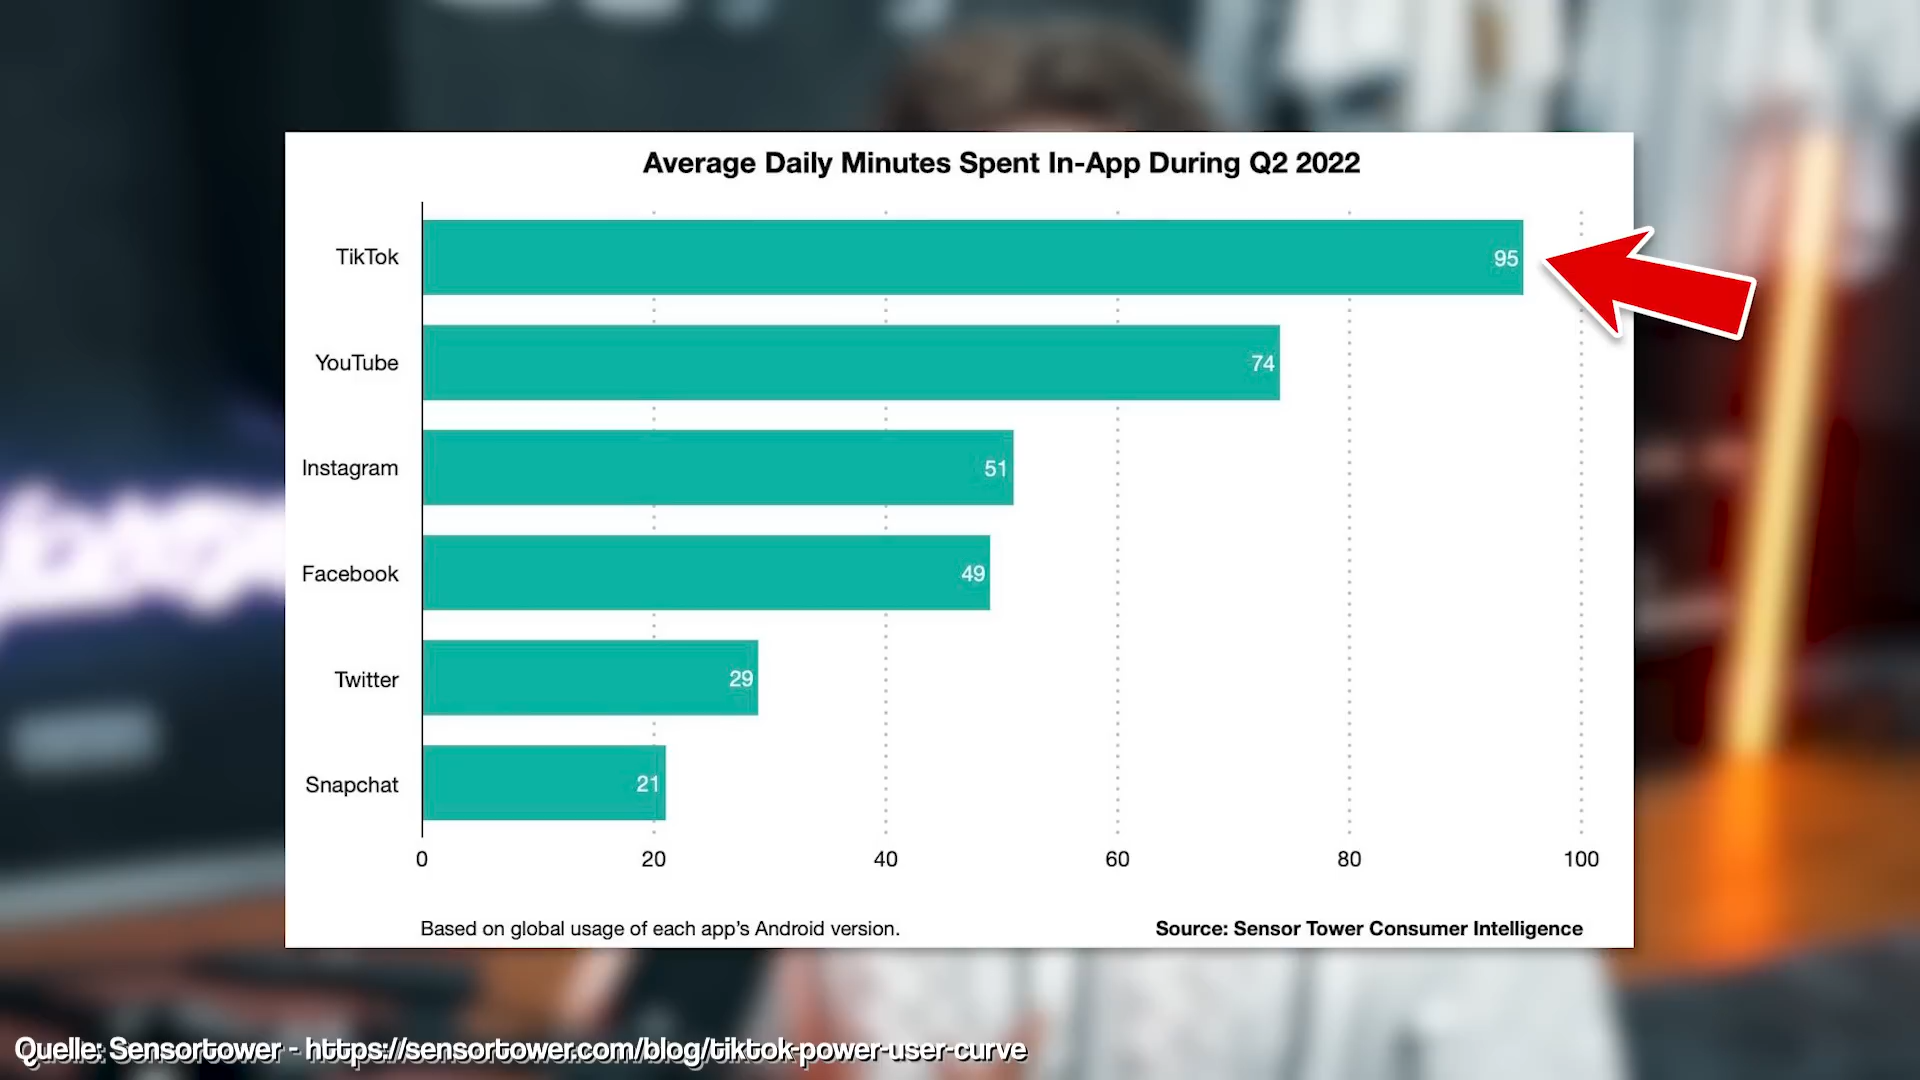 Average Daily Minutes Spent In-App During Q2 2022
TikTok
95
YouTube
74
Instagram
51
Facebook
49
Twitter
29
Snapchat
21
0 20 40 60 80 100
Based on global usage of each app's Android version.
Source: Sensor Tower Consumer Intelligence
Quelle: Sensortower - https://sensortower.com/blog/tiktok-power-user-curve